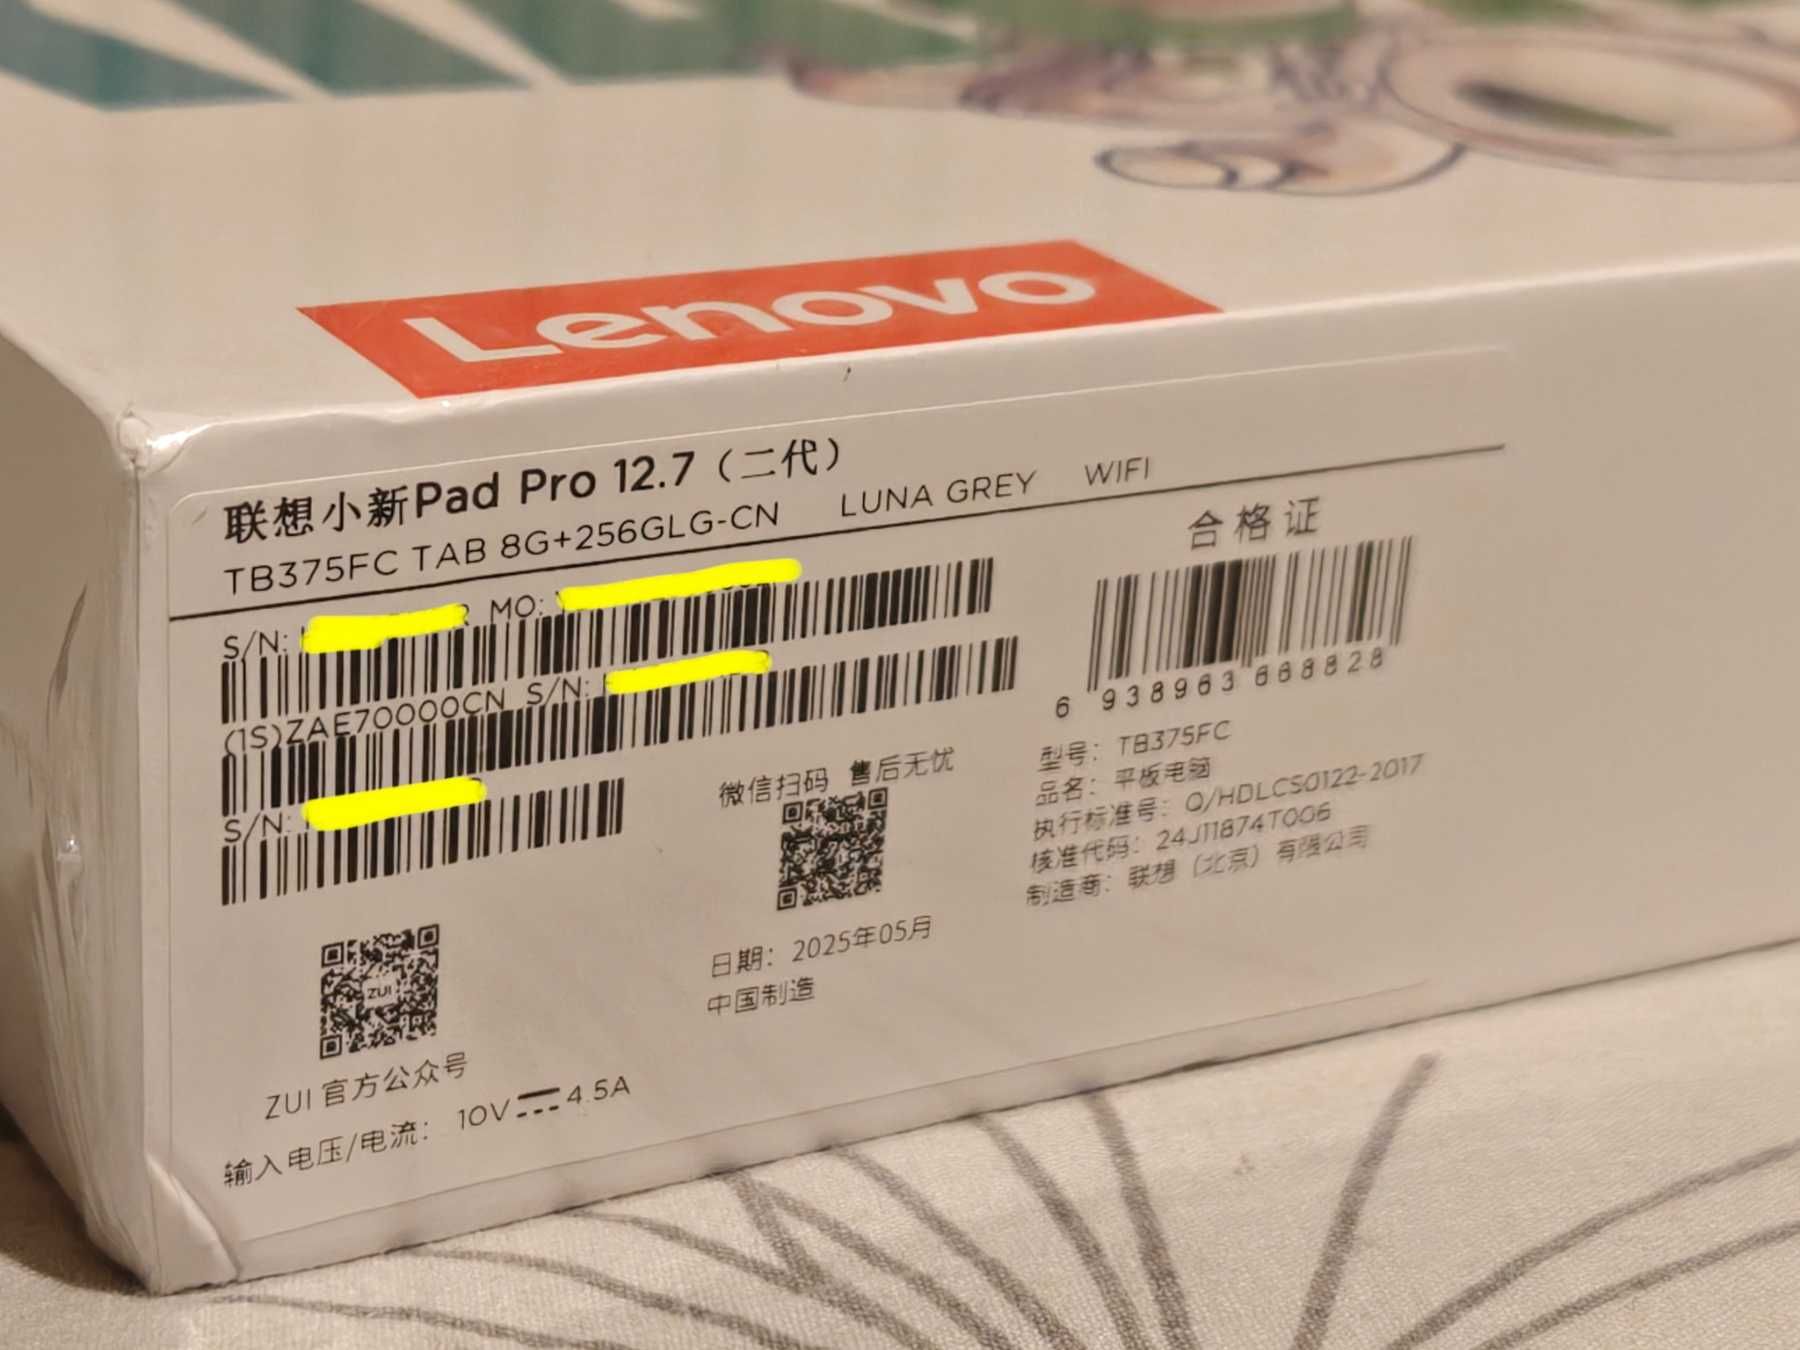 Lenovo
联想小新Pad Pro 12.7（二代）
TB375FC TAB 8G+256GLG-CN LUNA GREY WIFI
S/N: MO:
(1S)ZAE70000CN S/N:
S/N:
合格证
6 938963 668828
型号：TB375FC
品名：平板电脑
执行标准号：Q/HDLCS0122-2017
核准代码：24J11874T006
制造商：联想（北京）有限公司
微信扫码 售后无忧
日期：2025年05月
中国制造
ZUI
ZUI 官方公众号
输入电压/电流：10V 4.5A